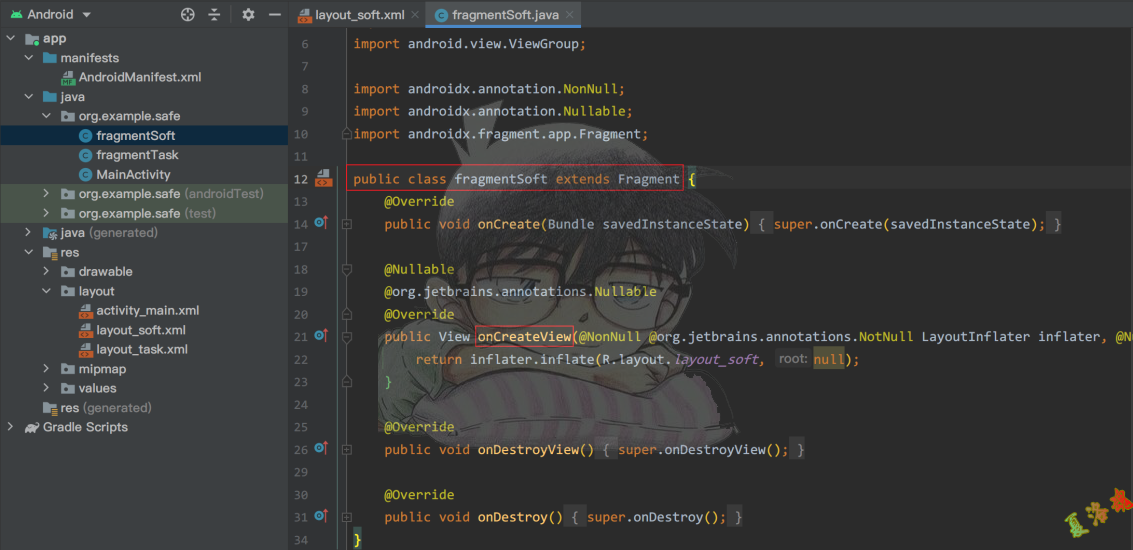 Android
layout_soft.xml
fragmentSoft.java
app
manifests
AndroidManifest.xml
java
org.example.safe
fragmentSoft
fragmentTask
MainActivity
org.example.safe (androidTest)
org.example.safe (test)
java (generated)
res
drawable
layout
activity_main.xml
layout_soft.xml
layout_task.xml
mipmap
values
res (generated)
Gradle Scripts
6 import android.view.ViewGroup;
7
8 import androidx.annotation.NonNull;
9 import androidx.annotation.Nullable;
10 import androidx.fragment.app.Fragment;
11
12 public class fragmentSoft extends Fragment {
13 @Override
14 public void onCreate(Bundle savedInstanceState) { super.onCreate(savedInstanceState); }
17
18 @Nullable
19 @org.jetbrains.annotations.Nullable
20 @Override
21 public View onCreateView(@NonNull @org.jetbrains.annotations.NotNull LayoutInflater inflater, @N
22 return inflater.inflate(R.layout.layout_soft, root: null);
23 }
24
25 @Override
26 public void onDestroyView() { super.onDestroyView(); }
29
30 @Override
31 public void onDestroy() { super.onDestroy(); }
34 }